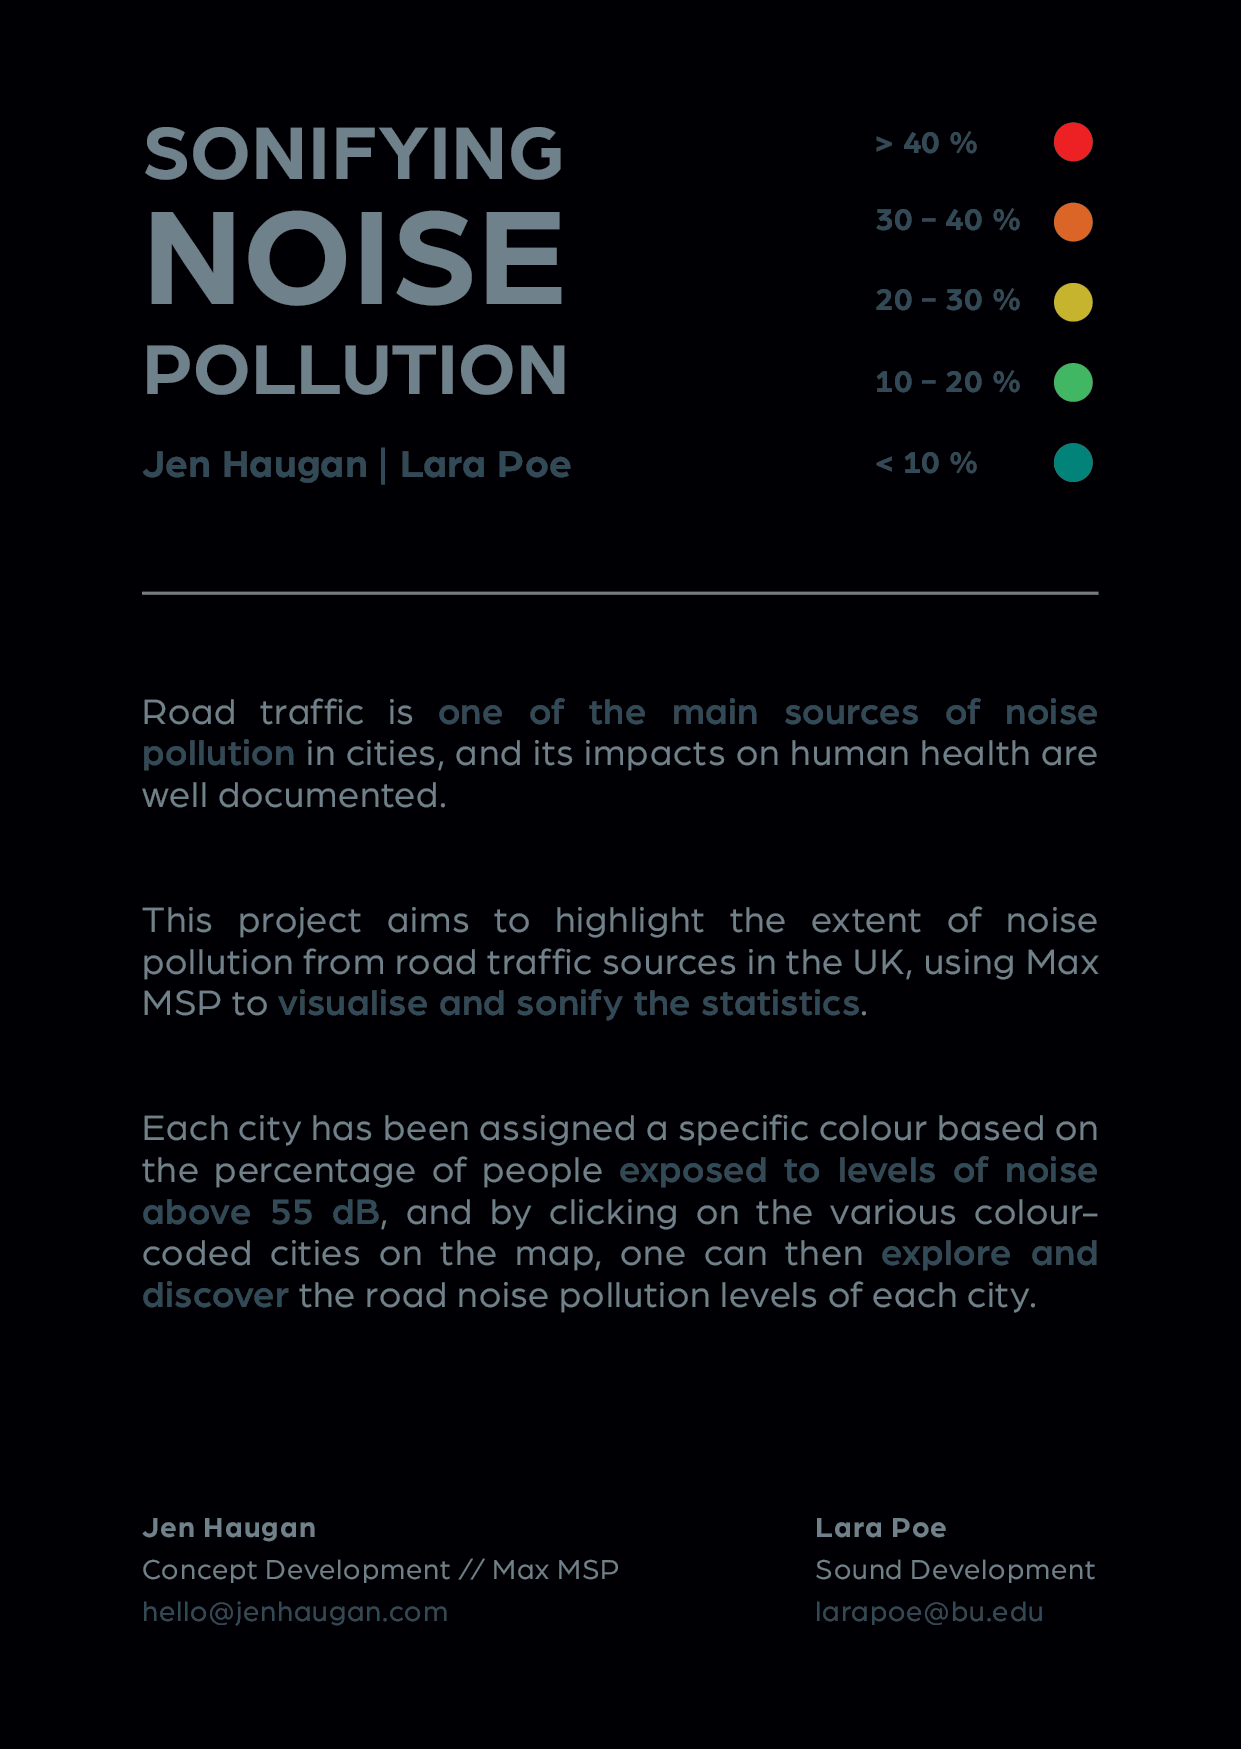 SONIFYING
NOISE
POLLUTION
Jen Haugan | Lara Poe
> 40 %
30 – 40 %
20 – 30 %
10 – 20 %
< 10 %
Road traffic is one of the main sources of noise
pollution in cities, and its impacts on human health are
well documented.
This project aims to highlight the extent of noise
pollution from road traffic sources in the UK, using Max
MSP to visualise and sonify the statistics.
Each city has been assigned a specific colour based on
the percentage of people exposed to levels of noise
above 55 dB, and by clicking on the various colour-
coded cities on the map, one can then explore and
discover the road noise pollution levels of each city.
Jen Haugan
Concept Development // Max MSP
hello@jenhaugan.com
Lara Poe
Sound Development
larapoe@bu.edu